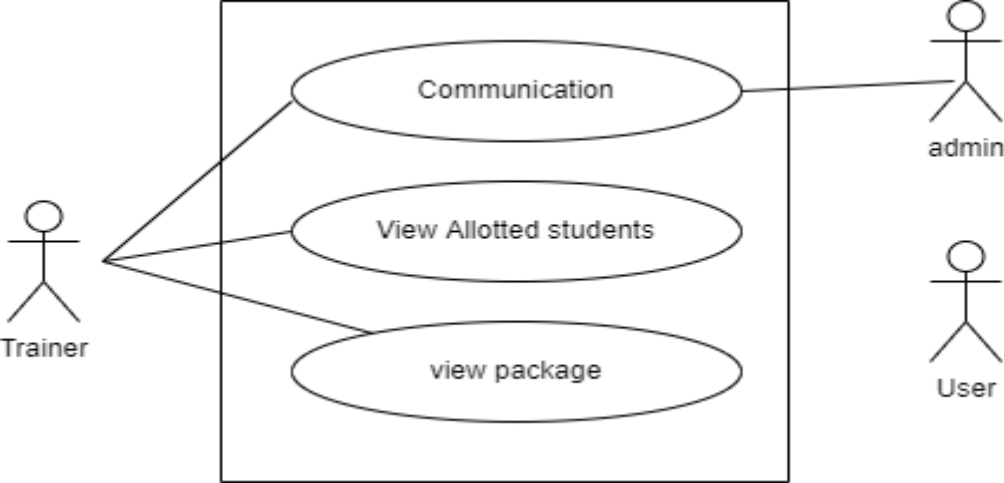 Communication
admin
View Allotted students
Trainer
view package
User